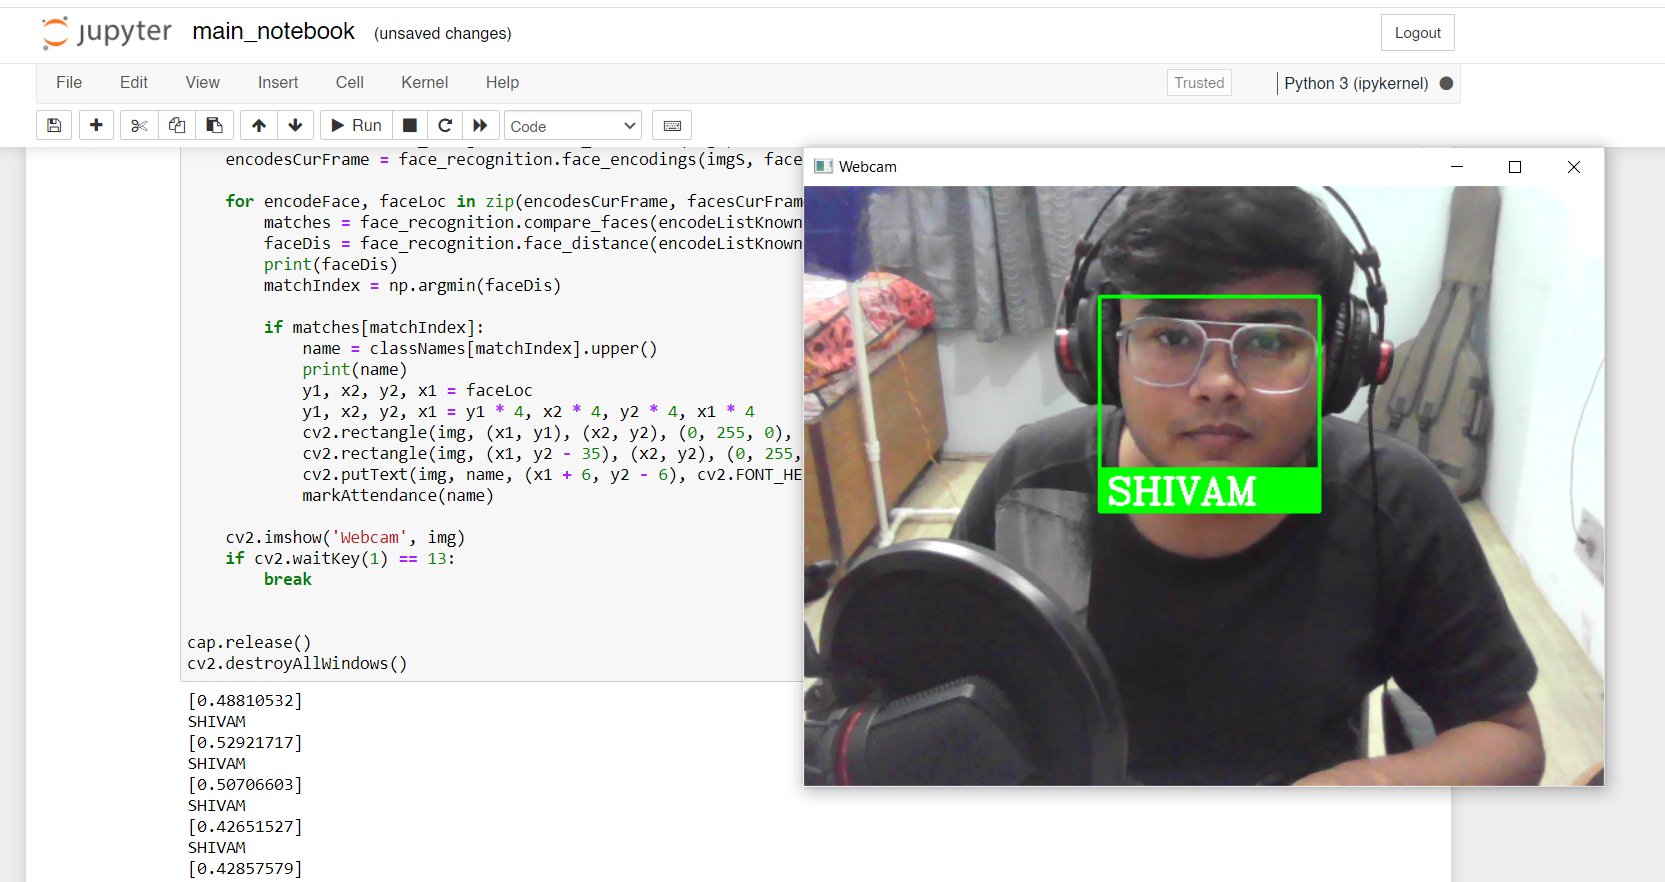 jupyter main_notebook (unsaved changes)
Logout
File Edit View Insert Cell Kernel Help
Trusted Python 3 (ipykernel)
Run Code
encodesCurFrame = face_recognition.face_encodings(imgS, face
for encodeFace, faceLoc in zip(encodesCurFrame, facesCurFram
matches = face_recognition.compare_faces(encodeListKnown
faceDis = face_recognition.face_distance(encodeListKnown
print(faceDis)
matchIndex = np.argmin(faceDis)
if matches[matchIndex]:
name = classNames[matchIndex].upper()
print(name)
y1, x2, y2, x1 = faceLoc
y1, x2, y2, x1 = y1 * 4, x2 * 4, y2 * 4, x1 * 4
cv2.rectangle(img, (x1, y1), (x2, y2), (0, 255, 0),
cv2.rectangle(img, (x1, y2 - 35), (x2, y2), (0, 255,
cv2.putText(img, name, (x1 + 6, y2 - 6), cv2.FONT_HE
markAttendance(name)
cv2.imshow('Webcam', img)
if cv2.waitKey(1) == 13:
break
cap.release()
cv2.destroyAllWindows()
[0.48810532]
SHIVAM
[0.52921717]
SHIVAM
[0.50706603]
SHIVAM
[0.42651527]
SHIVAM
[0.42857579]
Webcam
SHIVAM